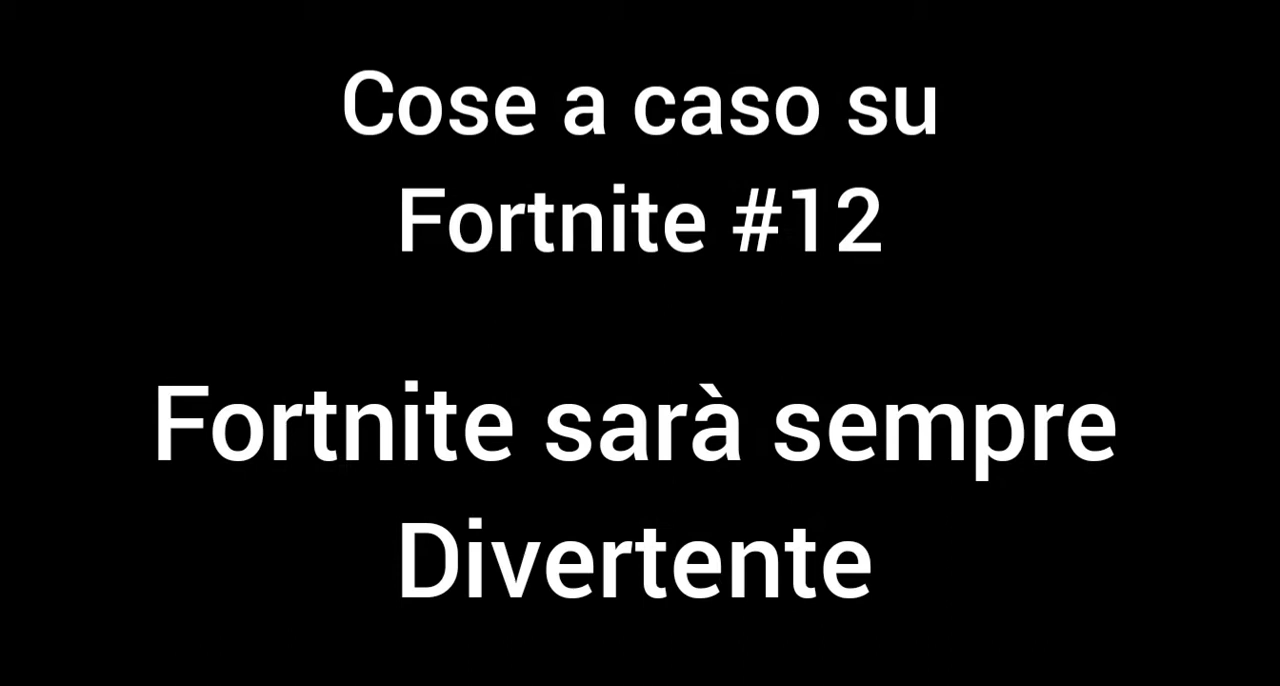 Cose a caso su
Fortnite #12
Fortnite sarà sempre
Divertente